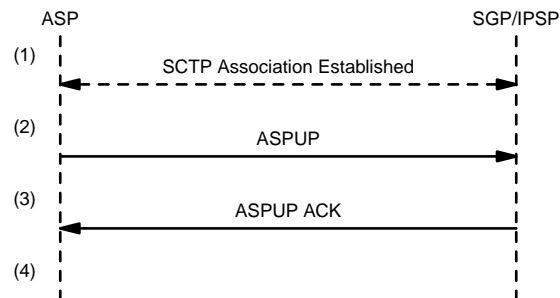 ASP SGP/IPSP
(1)
SCTP Association Established
(2)
ASPUP
(3)
ASPUP ACK
(4)